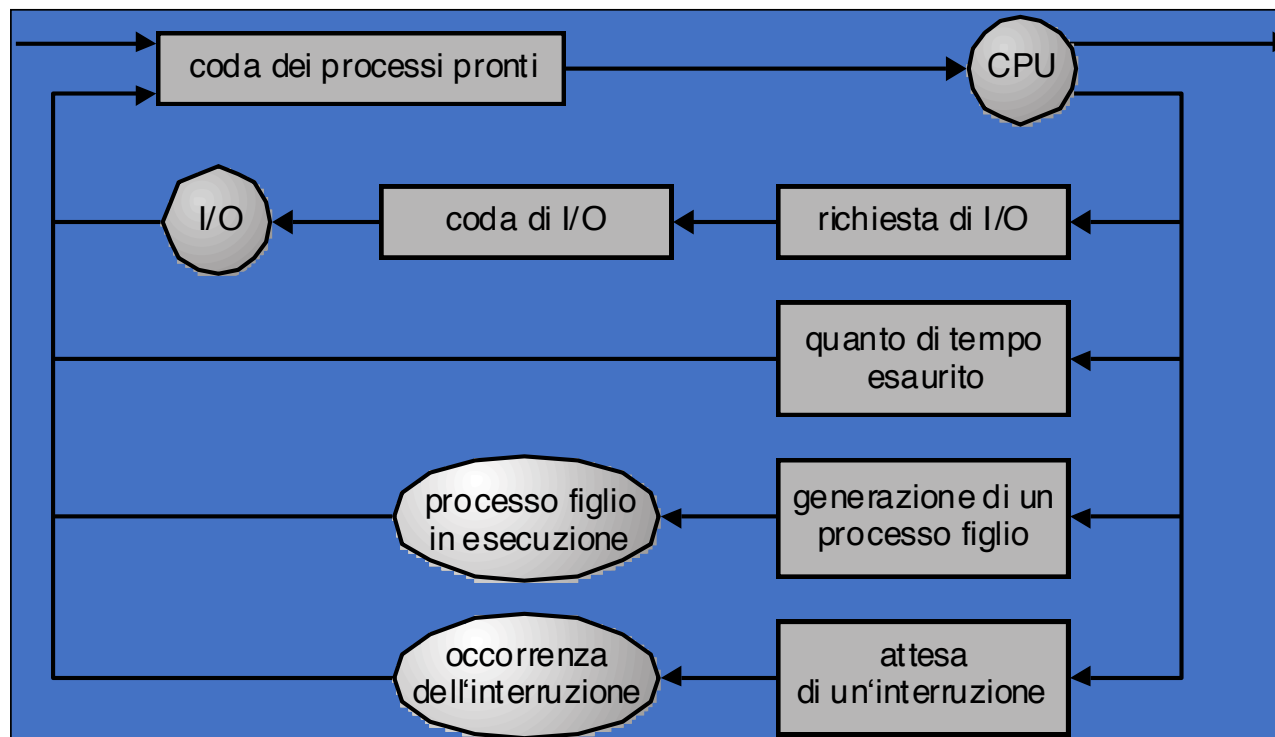 coda dei processi pronti
CPU
I/O
coda di I/O
richiesta di I/O
quanto di tempo
esaurito
processo figlio
in esecuzione
generazione di un
processo figlio
occorrenza
dell‘interruzione
attesa
di un‘interruzione